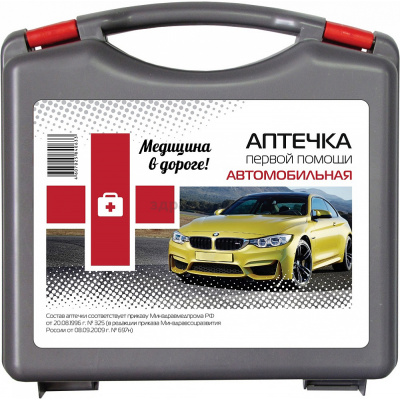 Медицина
в дороге!
АПТЕЧКА
первой помощи
АВТОМОБИЛЬНАЯ
Состав аптечки соответствует приказу Минздравмедпрома РФ
от 20.08.1996 г. № 325 (в редакции приказа Минздравсоцразвития
России от 08.09.2009 г. № 697н)